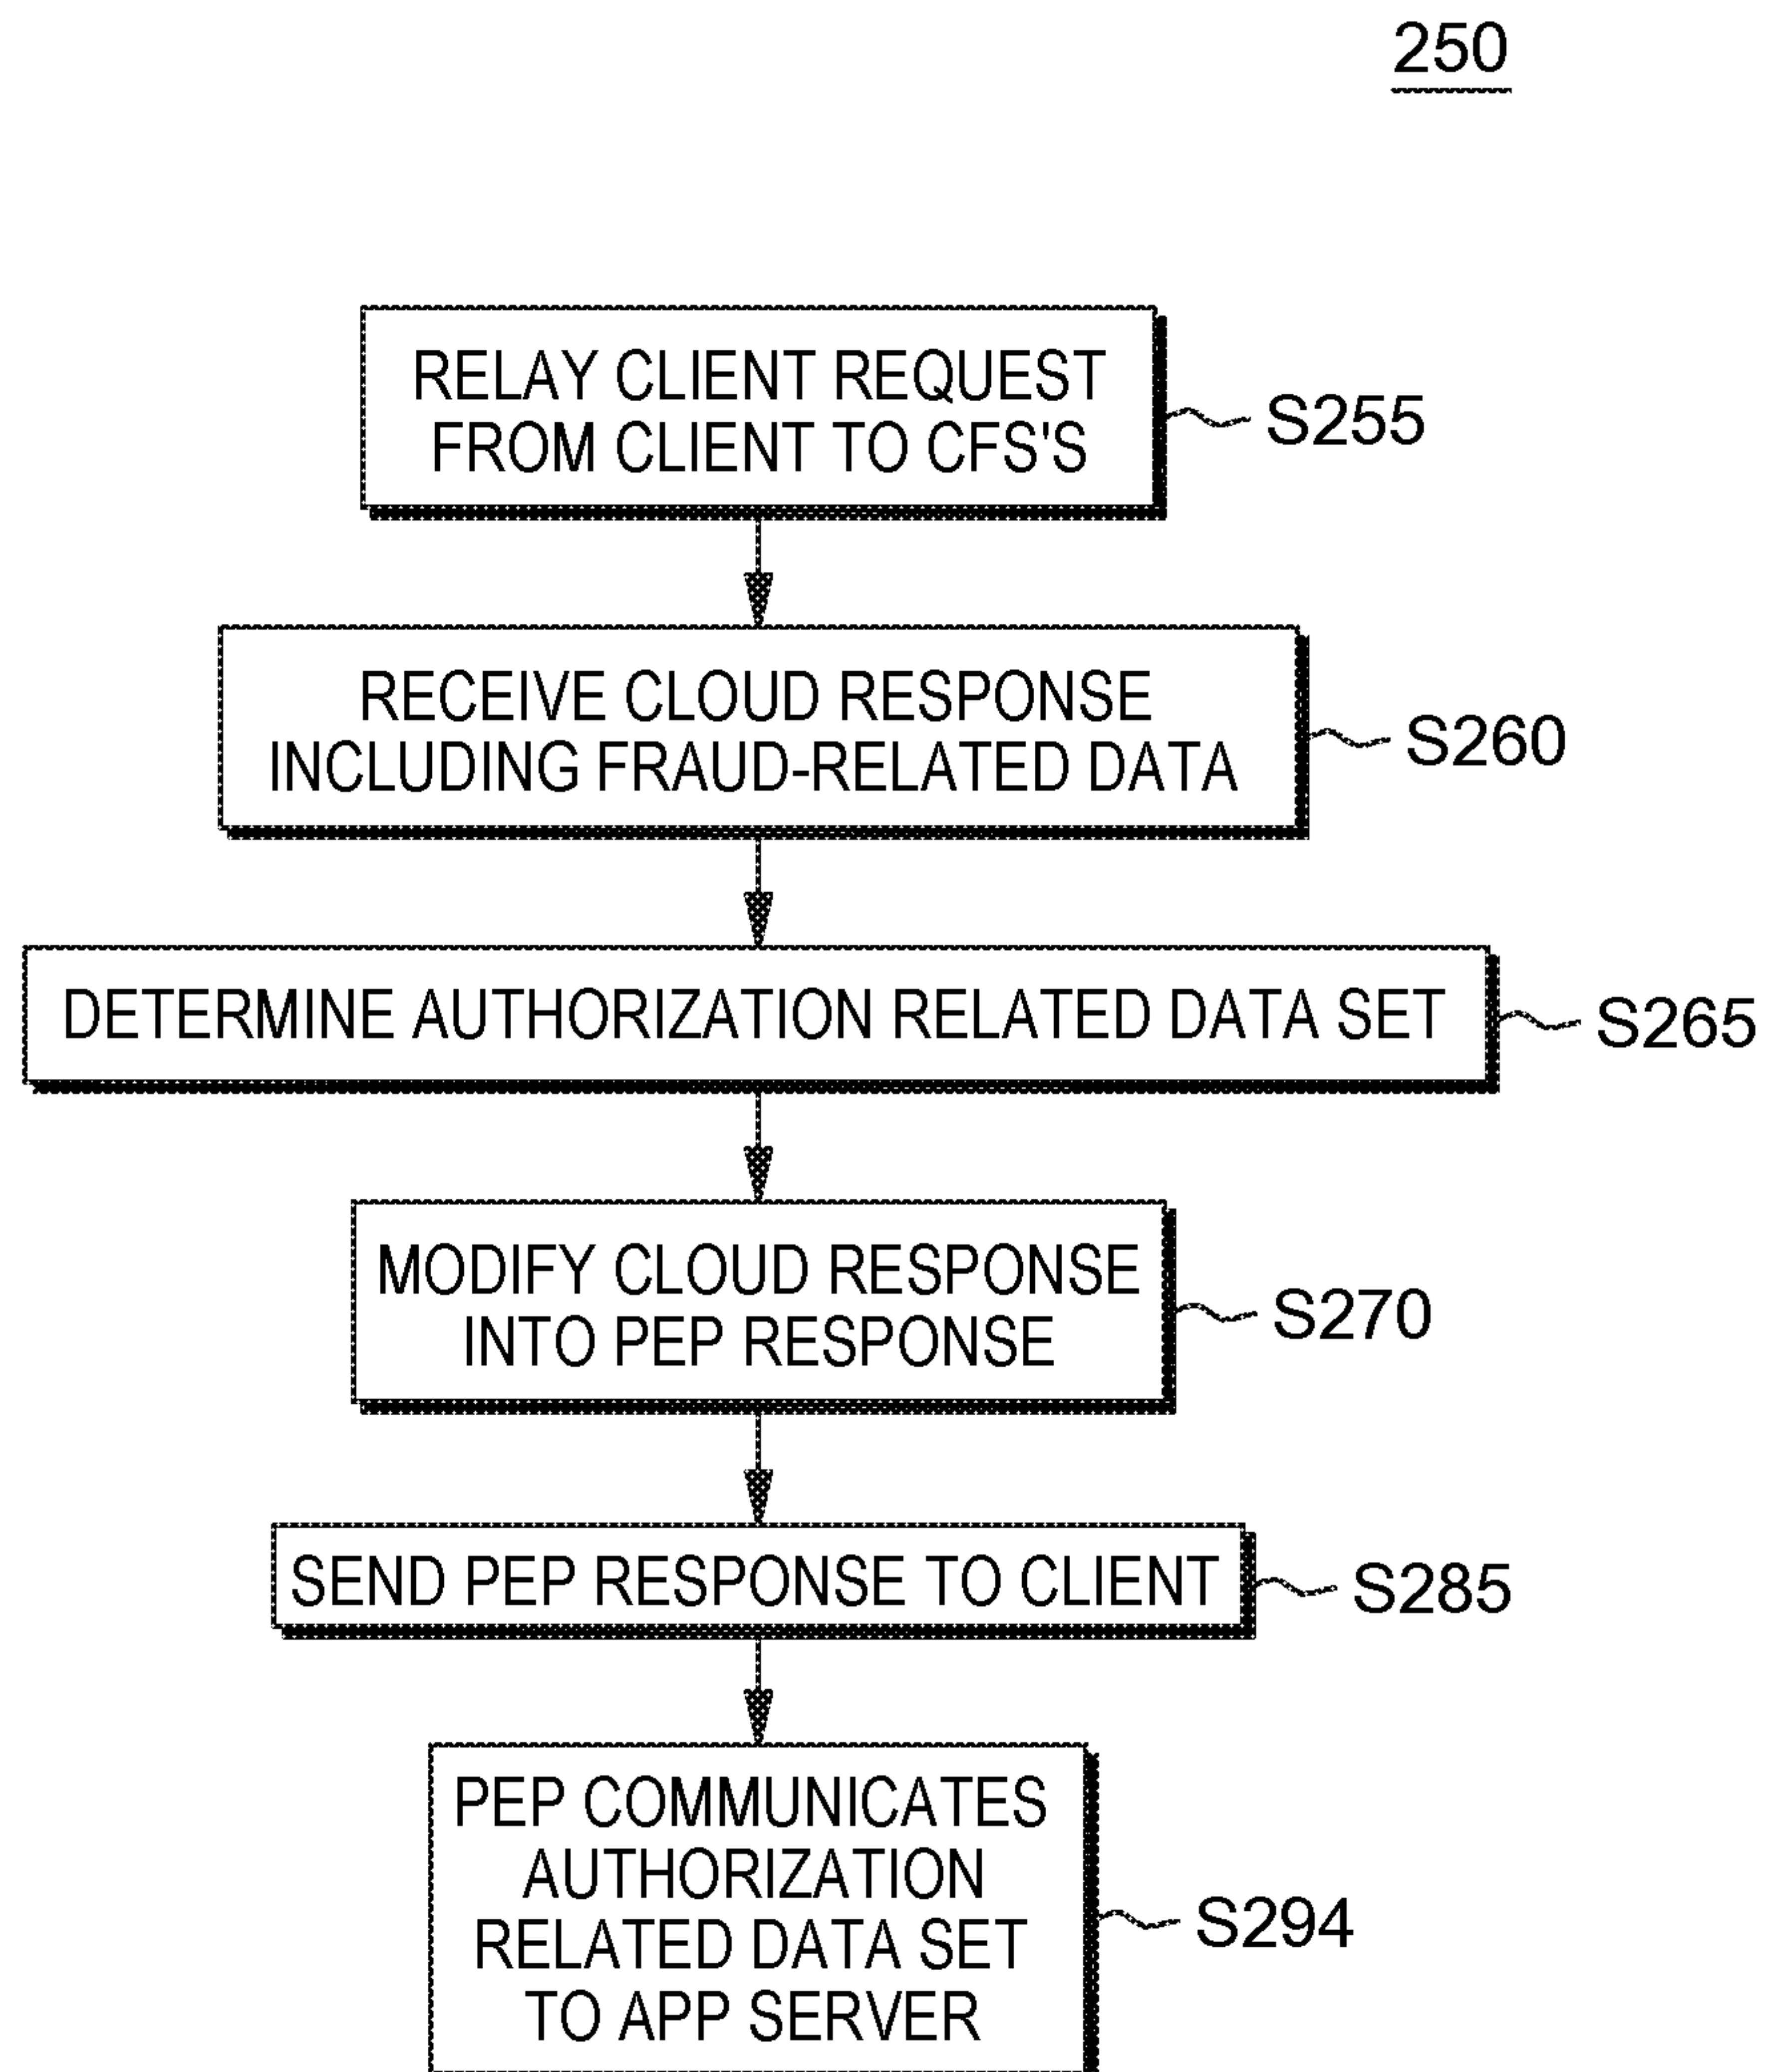 250
RELAY CLIENT REQUEST
FROM CLIENT TO CFS'S
S255
RECEIVE CLOUD RESPONSE
INCLUDING FRAUD-RELATED DATA
S260
DETERMINE AUTHORIZATION RELATED DATA SET
S265
MODIFY CLOUD RESPONSE
INTO PEP RESPONSE
S270
SEND PEP RESPONSE TO CLIENT
S285
PEP COMMUNICATES
AUTHORIZATION
RELATED DATA SET
TO APP SERVER
S294